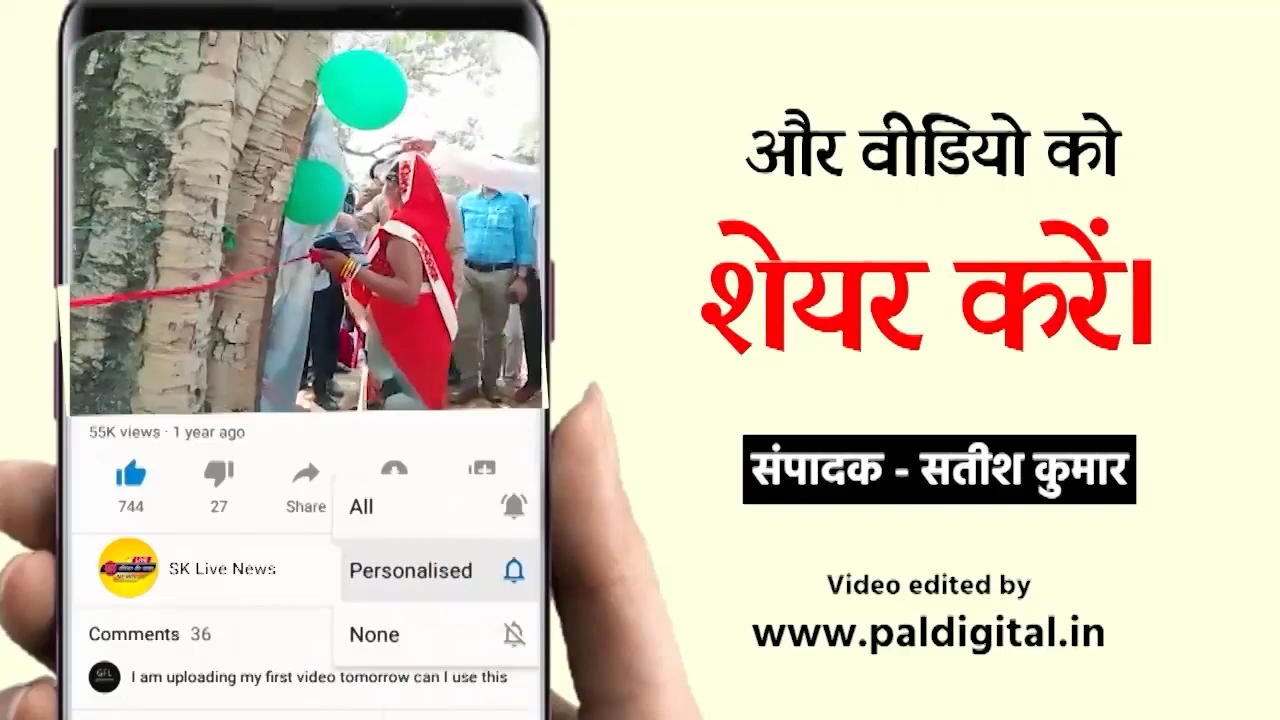 और वीडियो को
शेयर करें।
संपादक - सतीश कुमार
Video edited by
www.paldigital.in
55K views · 1 year ago
744
27
Share
All
Personalised
None
SK Live News
Comments 36
I am uploading my first video tomorrow can I use this
GFL